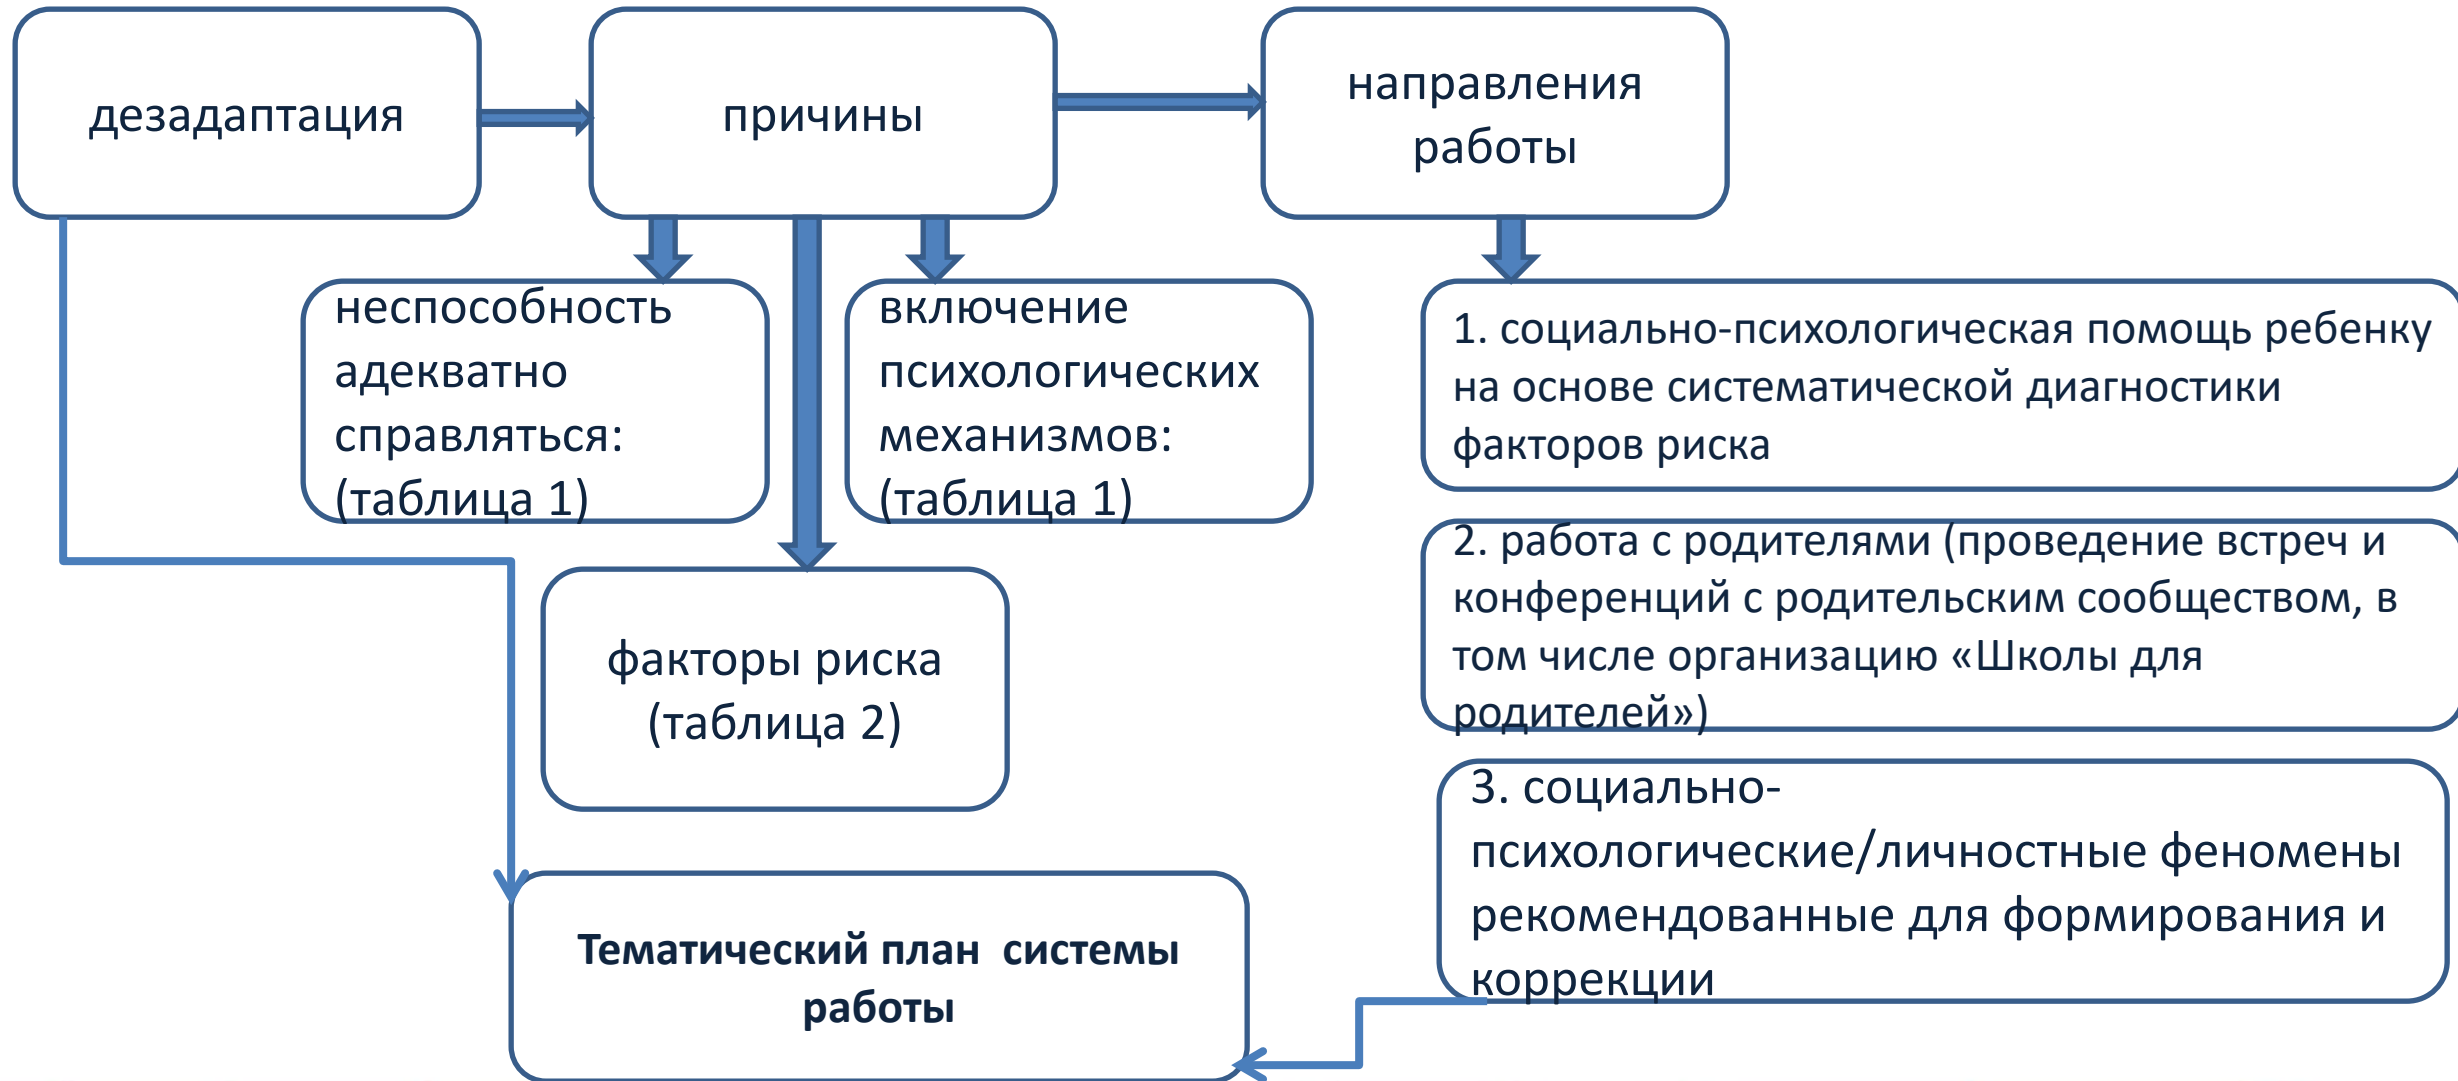 дезадаптация
причины
направления
работы
неспособность
адекватно
справляться:
(таблица 1)
включение
психологических
механизмов:
(таблица 1)
факторы риска
(таблица 2)
1. социально-психологическая помощь ребенку
на основе систематической диагностики
факторов риска
2. работа с родителями (проведение встреч и
конференций с родительским сообществом, в
том числе организацию «Школы для
родителей»)
3. социально-
психологические/личностные феномены
рекомендованные для формирования и
коррекции
Тематический план  системы
работы